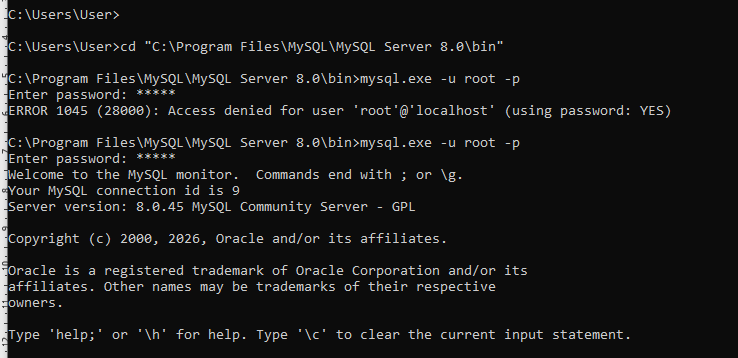 C:\Users\User>
C:\Users\User>cd "C:\Program Files\MySQL\MySQL Server 8.0\bin"
C:\Program Files\MySQL\MySQL Server 8.0\bin>mysql.exe -u root -p
Enter password: *****
ERROR 1045 (28000): Access denied for user 'root'@'localhost' (using password: YES)
C:\Program Files\MySQL\MySQL Server 8.0\bin>mysql.exe -u root -p
Enter password: *****
Welcome to the MySQL monitor.  Commands end with ; or \g.
Your MySQL connection id is 9
Server version: 8.0.45 MySQL Community Server - GPL
Copyright (c) 2000, 2026, Oracle and/or its affiliates.
Oracle is a registered trademark of Oracle Corporation and/or its
affiliates. Other names may be trademarks of their respective
owners.
Type 'help;' or '\h' for help. Type '\c' to clear the current input statement.